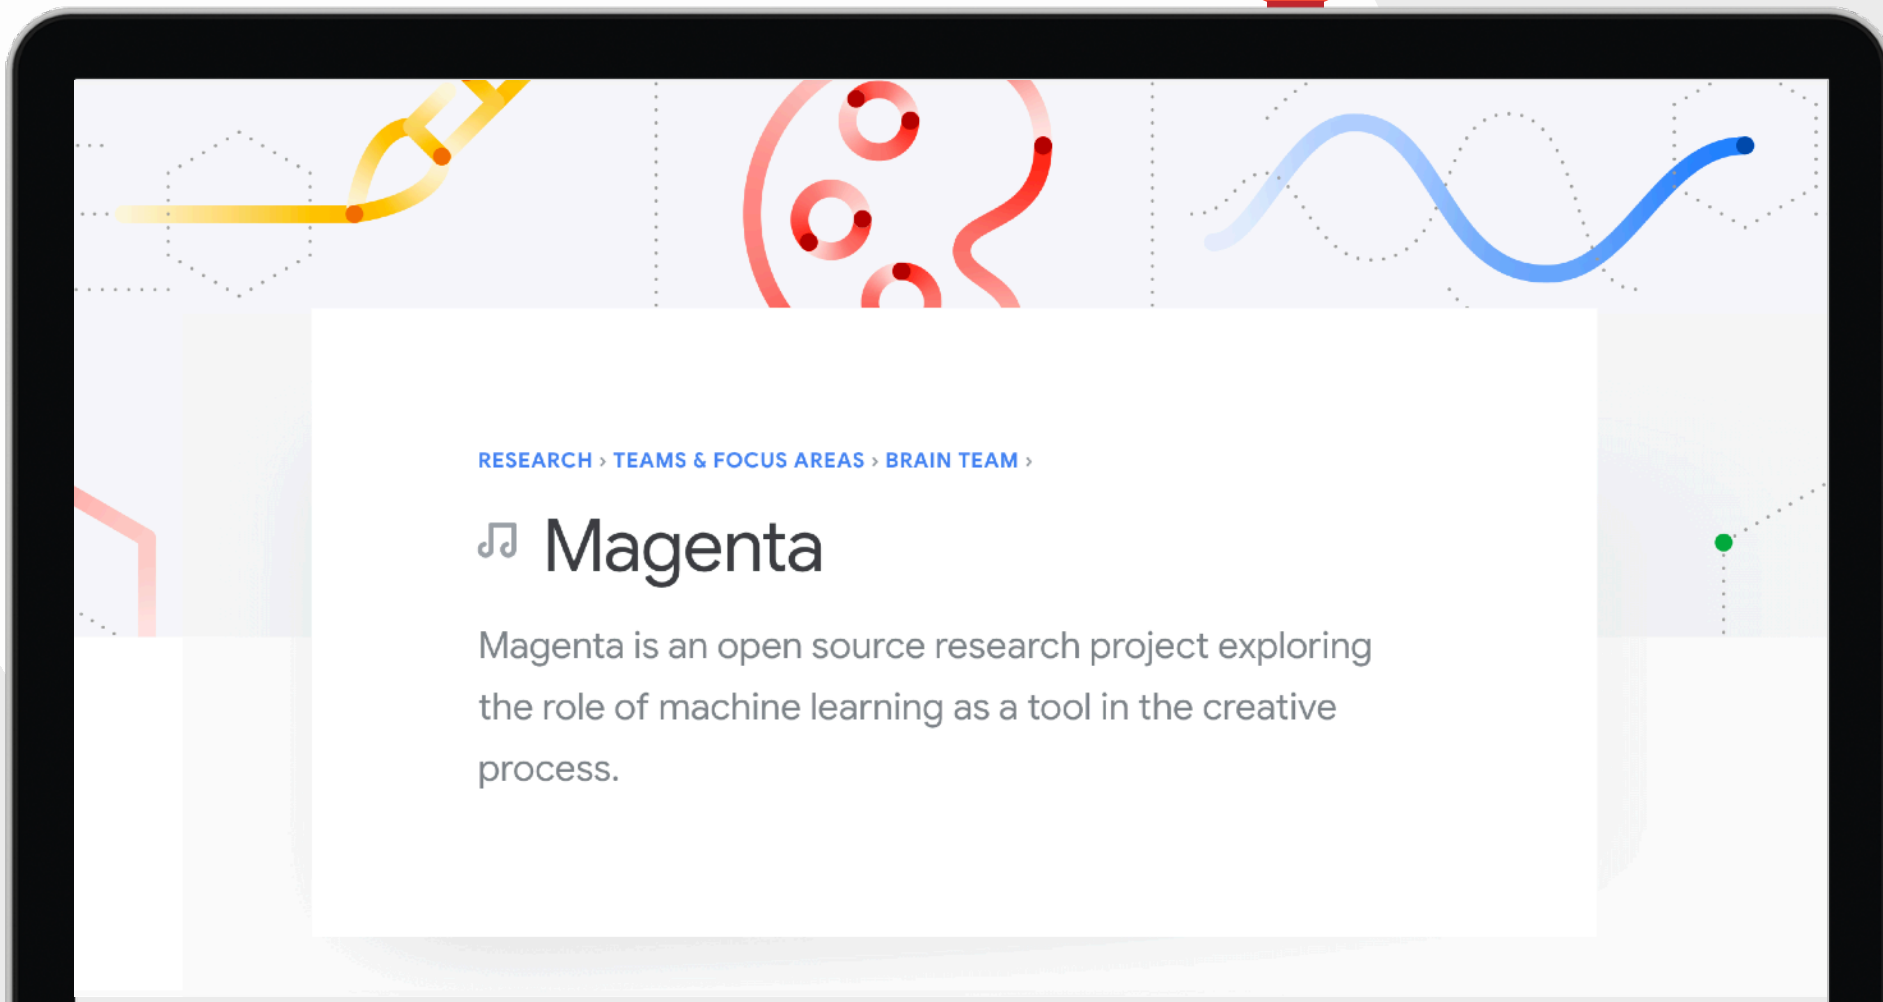 RESEARCH › TEAMS & FOCUS AREAS › BRAIN TEAM ›
Magenta
Magenta is an open source research project exploring
the role of machine learning as a tool in the creative
process.